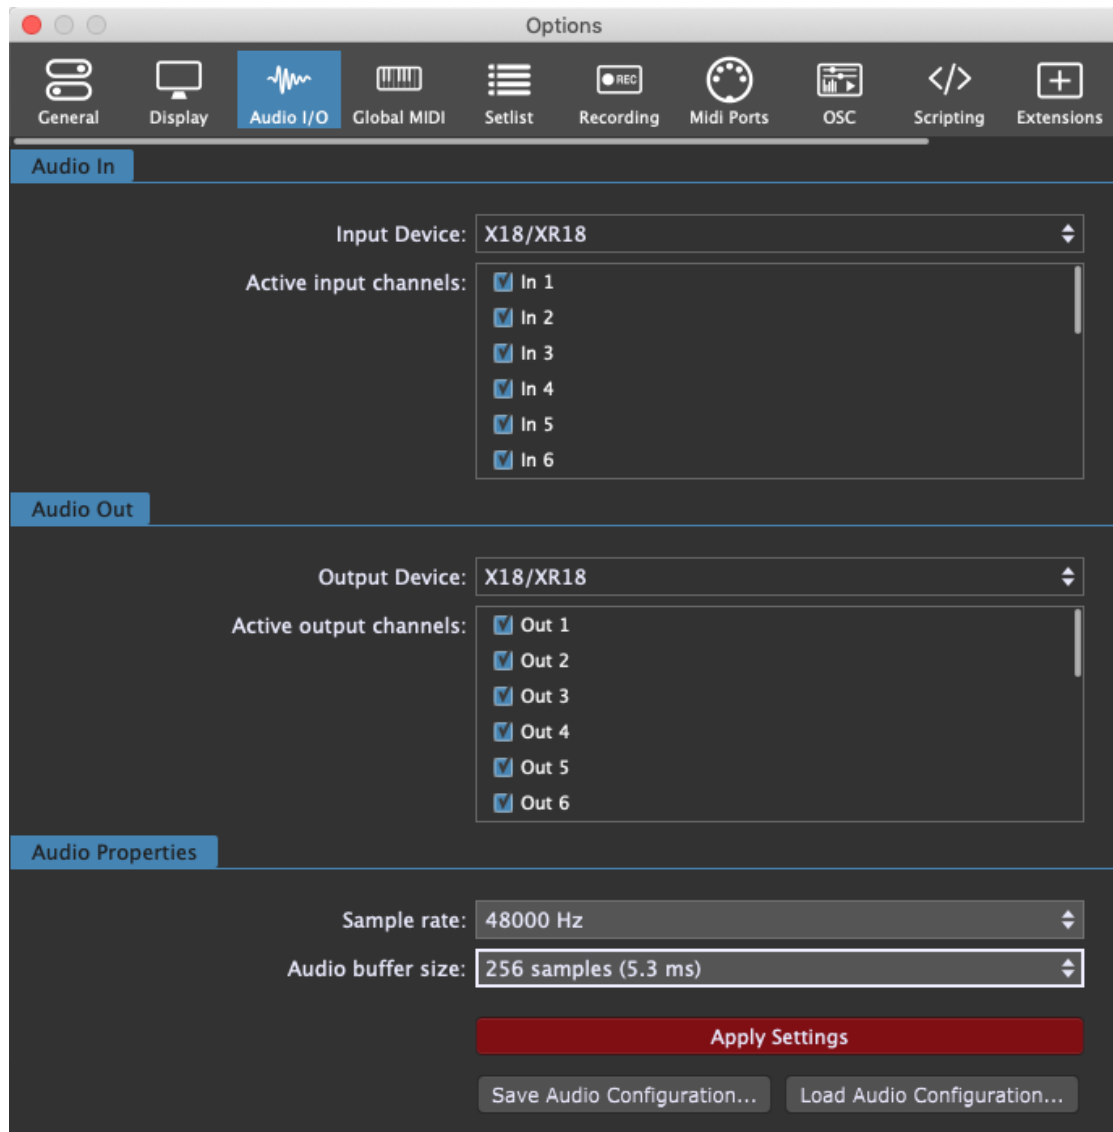 Options
General Display Audio I/O Global MIDI Setlist REC Recording Midi Ports OSC </> Scripting Extensions
Audio In
Input Device: X18/XR18
Active input channels: In 1
In 2
In 3
In 4
In 5
In 6
Audio Out
Output Device: X18/XR18
Active output channels: Out 1
Out 2
Out 3
Out 4
Out 5
Out 6
Audio Properties
Sample rate: 48000 Hz
Audio buffer size: 256 samples (5.3 ms)
Apply Settings
Save Audio Configuration... Load Audio Configuration...